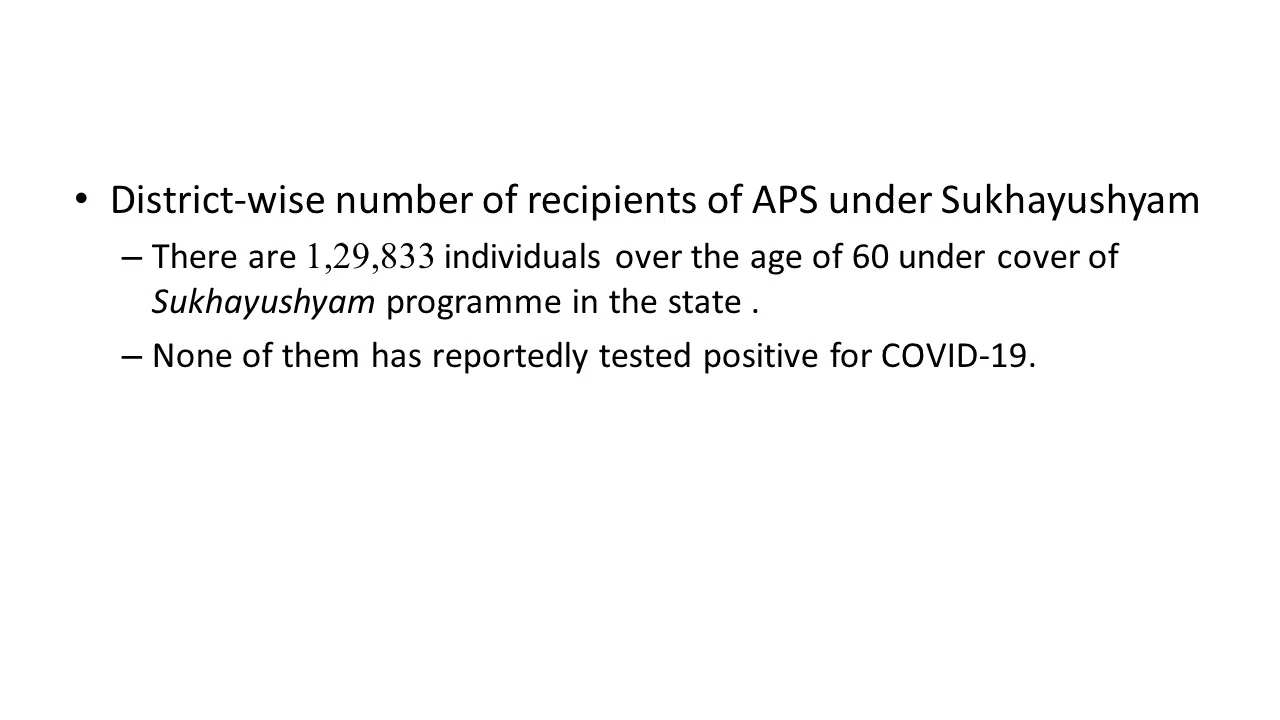 • District-wise number of recipients of APS under Sukhayushyam
– There are 1,29,833 individuals over the age of 60 under cover of
Sukhayushyam programme in the state .
– None of them has reportedly tested positive for COVID-19.